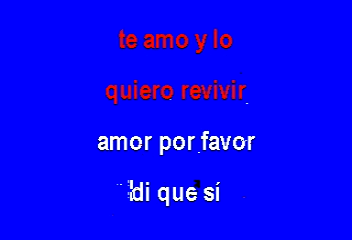 te amo y lo
quiero revivir
amor por favor
di que sí